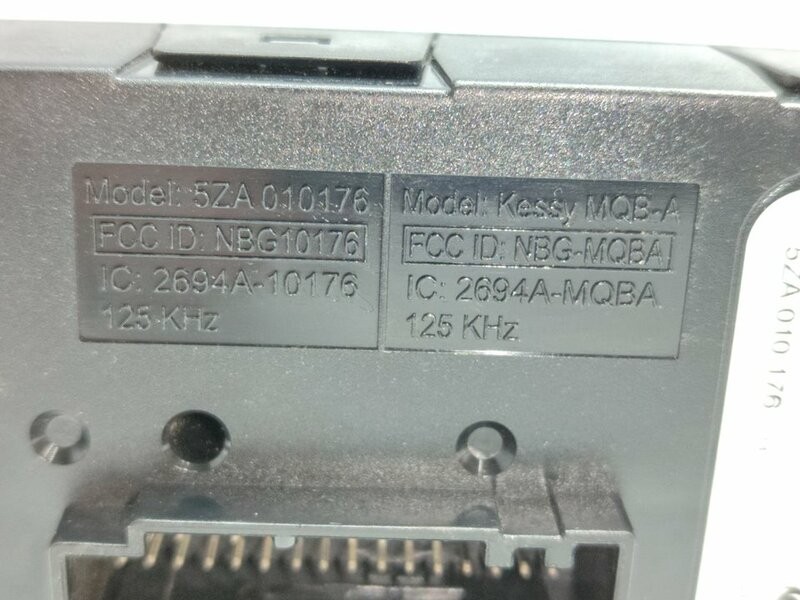 Model: 5ZA 010176
FCC ID: NBG10176
IC: 2694A-10176
125 KHz
Model: Kessy MQB-A
FCC ID: NBG-MQBA
IC: 2694A-MQBA
125 KHz
5ZA 010 176